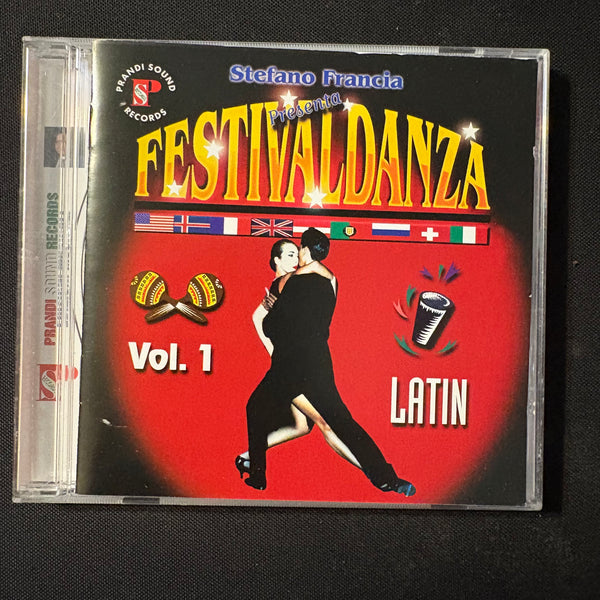 PRANDI SOUND
RECORDS
SP
Stefano Francia
Presenta
FESTIVALDANZA
Vol. 1
LATIN
PRANDI SOUND RECORDS